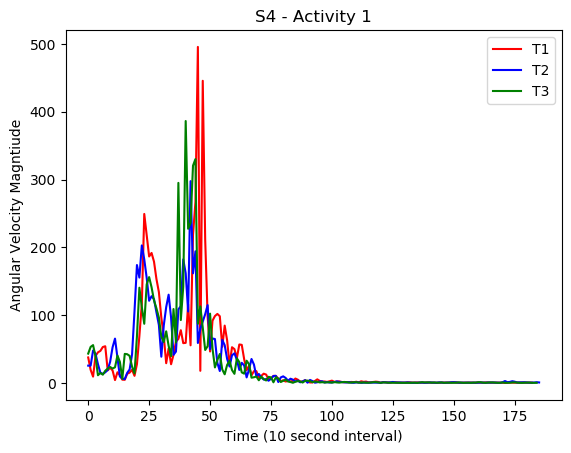 S4 - Activity 1
T1
T2
T3
Angular Velocity Magntiude
500
400
300
200
100
0
0 25 50 75 100 125 150 175
Time (10 second interval)